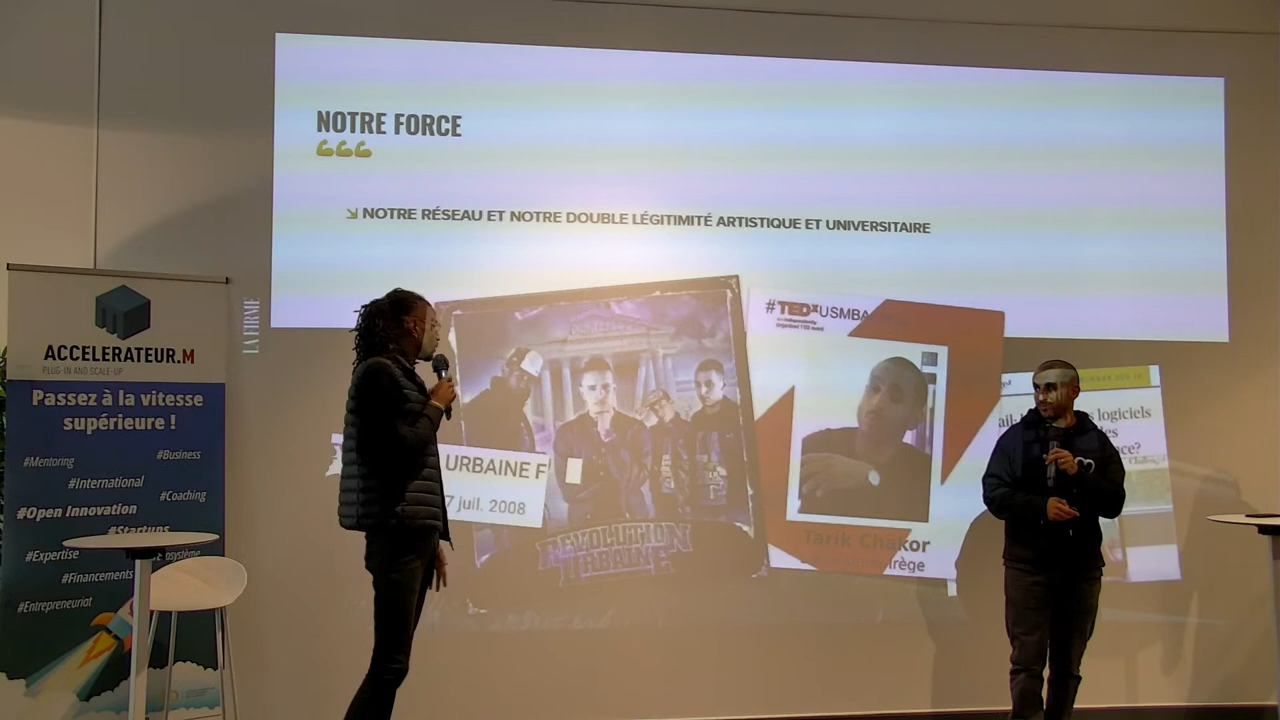 NOTRE FORCE
NOTRE RÉSEAU ET NOTRE DOUBLE LÉGITIMITÉ ARTISTIQUE ET UNIVERSITAIRE
LA FIRME
ACCELERATEUR.M
PLUG-IN AND SCALE-UP
Passez à la vitesse
supérieure !
#Mentoring
#Business
#International
#Coaching
#Open Innovation
#Startups
#Expertise
#Financements
#Entrepreneuriat
URBAINE F
7 juil. 2008
REVOLUTION
URBAINE
#TEDxUSMBA
Tarik Chakor
logiciels